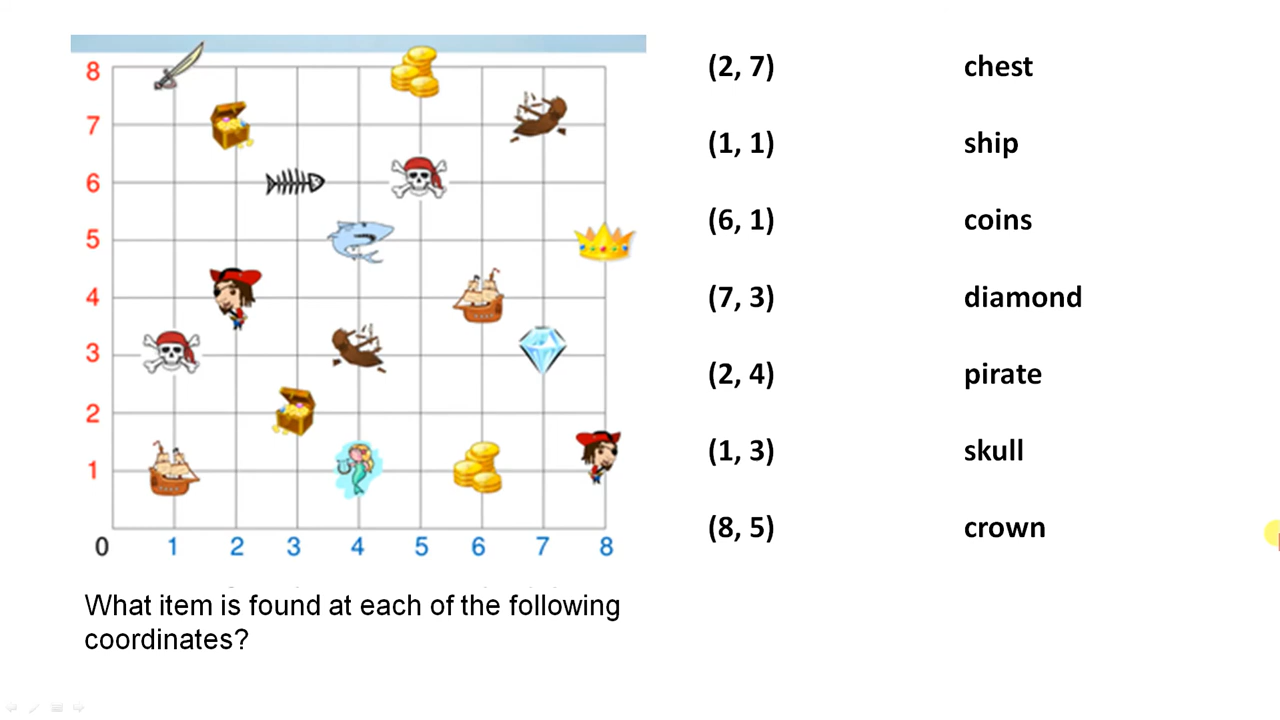 8
7
6
5
4
3
2
1
0 1 2 3 4 5 6 7 8
What item is found at each of the following
coordinates?
(2, 7) chest
(1, 1) ship
(6, 1) coins
(7, 3) diamond
(2, 4) pirate
(1, 3) skull
(8, 5) crown